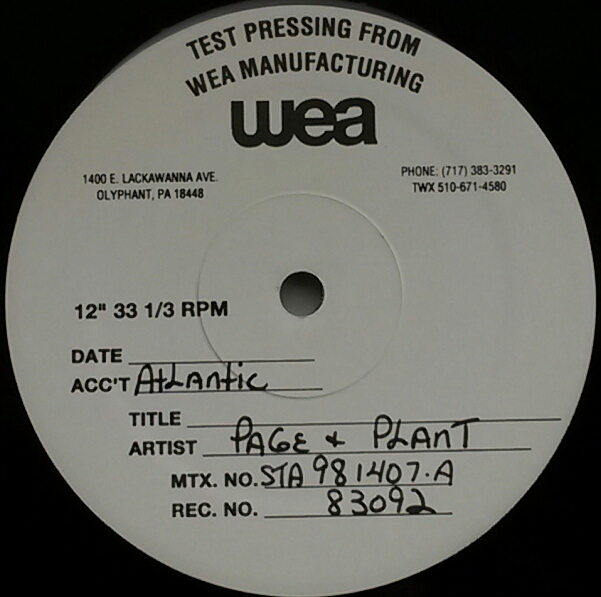 TEST PRESSING FROM
WEA MANUFACTURING
wea
1400 E. LACKAWANNA AVE.
OLYPHANT, PA 18448
PHONE: (717) 383-3291
TWX 510-671-4580
12" 33 1/3 RPM
DATE
ACC'T AtLAntic
TITLE
ARTIST PAGE + PLAnT
MTX. NO. STA 981407-A
REC. NO. 83092